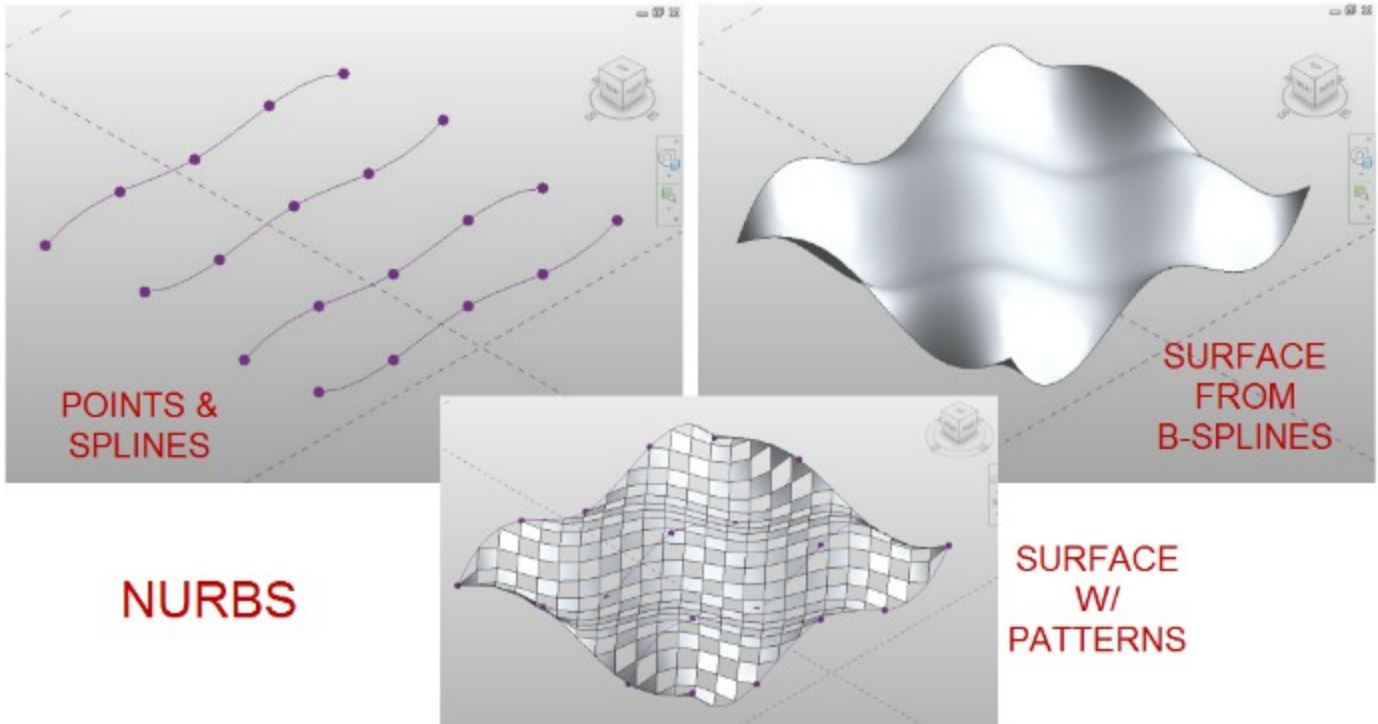 POINTS &
SPLINES
SURFACE
FROM
B-SPLINES
NURBS
SURFACE
W/
PATTERNS